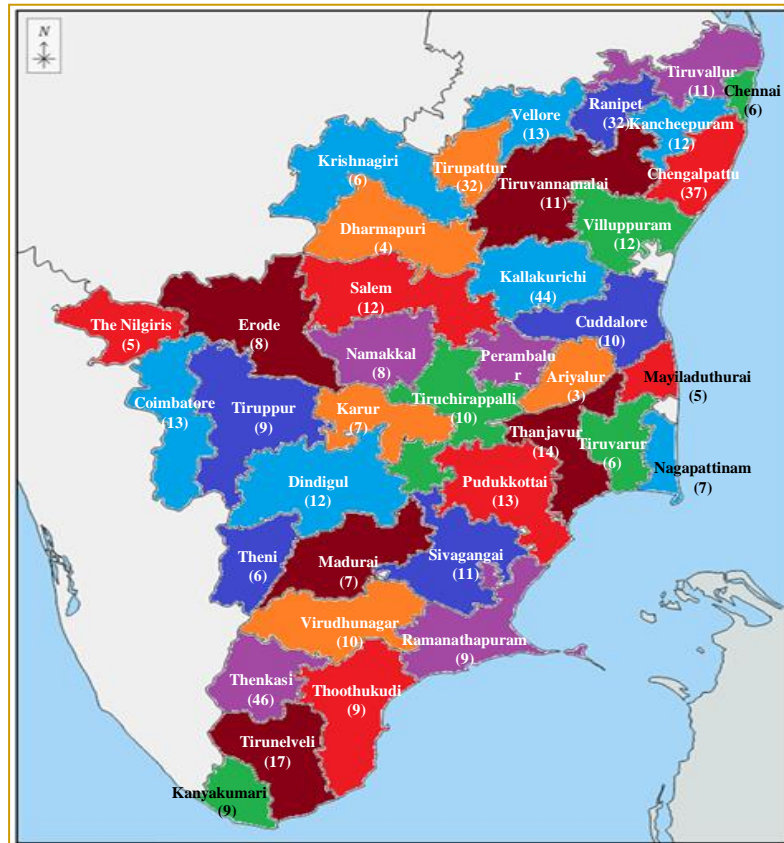 N
Tiruvallur
(11)
Chennai
(6)
Ranipet
(32)
Vellore
(13)
Kancheepuram
(12)
Krishnagiri
(6)
Tirupattur
(32)
Chengalpattu
(37)
Tiruvannamalai
(11)
Villuppuram
(12)
Dharmapuri
(4)
Kallakurichi
(44)
Salem
(12)
The Nilgiris
(5)
Erode
(8)
Cuddalore
(10)
Namakkal
(8)
Perambalu
r
Ariyalur
(3)
Mayiladuthurai
(5)
Coimbatore
(13)
Tiruppur
(9)
Karur
(7)
Tiruchirappalli
(10)
Thanjavur
(14)
Tiruvarur
(6)
Nagapattinam
(7)
Dindigul
(12)
Pudukkottai
(13)
Theni
(6)
Madurai
(7)
Sivagangai
(11)
Virudhunagar
(10)
Ramanathapuram
(9)
Thenkasi
(46)
Thoothukudi
(9)
Tirunelveli
(17)
Kanyakumari
(9)